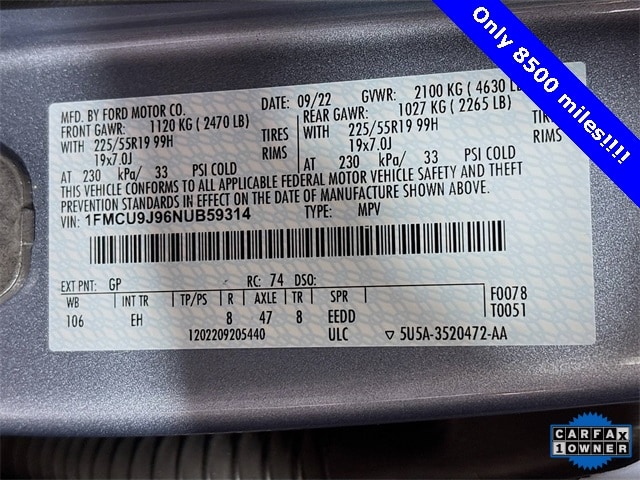 Only 8500 miles!!!!
MFD. BY FORD MOTOR CO.
DATE: 09/22 GVWR: 2100 KG ( 4630 LB
FRONT GAWR: 1120 KG ( 2470 LB) REAR GAWR: 1027 KG ( 2265 LB)
WITH 225/55R19 99H TIRES WITH 225/55R19 99H TIRES
19x7.0J RIMS 19x7.0J RIMS
AT 230 kPa/ 33 PSI COLD AT 230 kPa/ 33 PSI COLD
THIS VEHICLE CONFORMS TO ALL APPLICABLE FEDERAL MOTOR VEHICLE SAFETY AND THEFT
PREVENTION STANDARDS IN EFFECT ON THE DATE OF MANUFACTURE SHOWN ABOVE.
VIN: 1FMCU9J96NUB59314 TYPE: MPV
EXT PNT: GP RC: 74 DSO:
WB INT TR TP/PS R AXLE TR SPR
106 EH 8 47 8 EEDD
F0078
T0051
1202209205440 ULC ▽ 5U5A-3520472-AA
CARFAX
1 OWNER